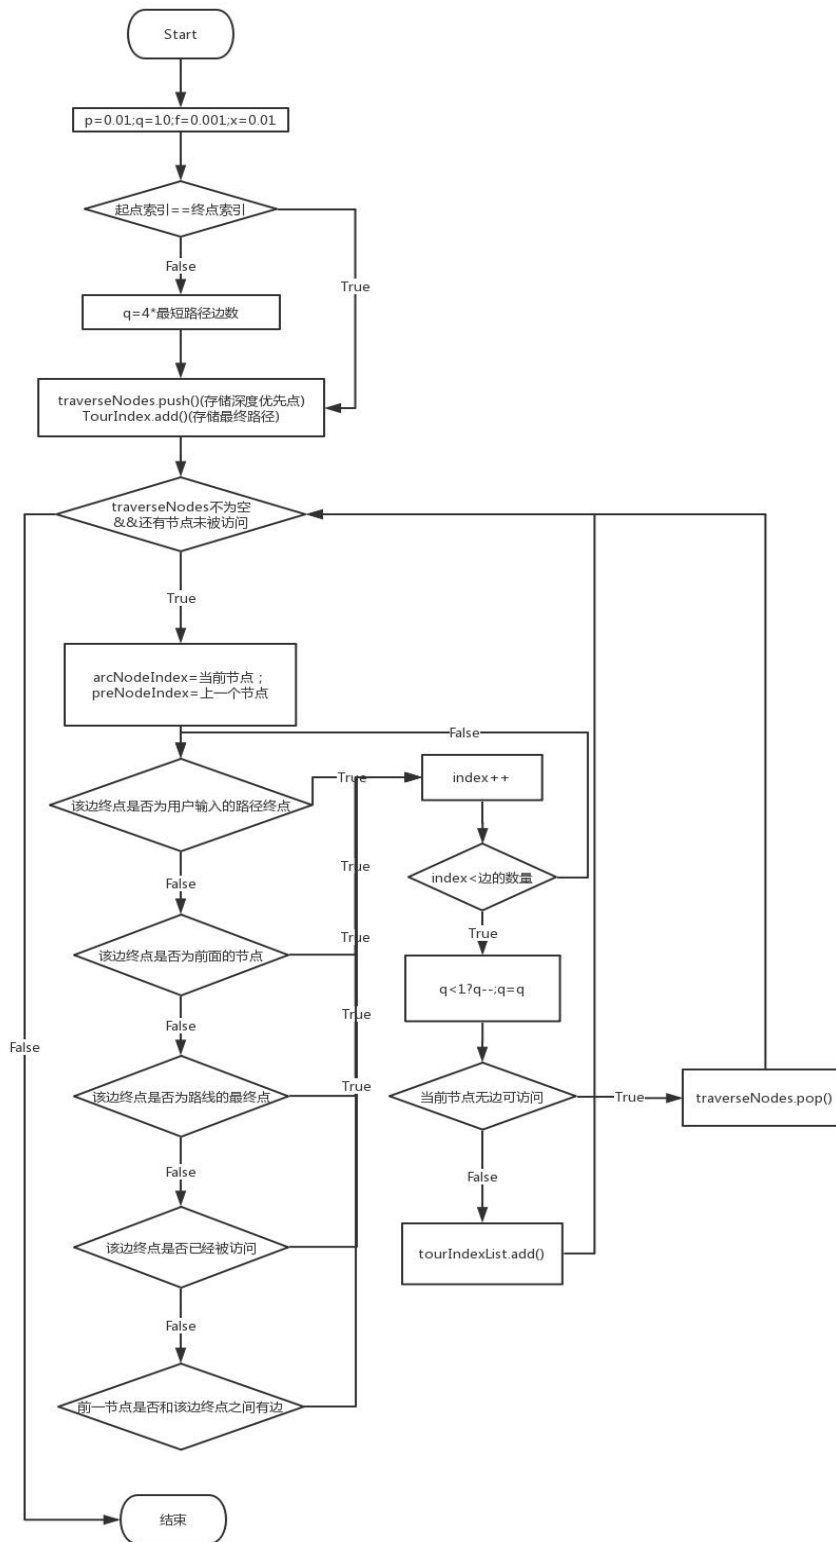 Start
p=0.01;q=10;f=0.001;x=0.01
起点索引==终点索引
False
True
q=4*最短路径边数
traverseNodes.push()(存储深度优先点)
TourIndex.add()(存储最终路径)
traverseNodes不为空
&&还有节点未被访问
True
arcNodeIndex=当前节点；
preNodeIndex=上一个节点
False
该边终点是否为用户输入的路径终点
True
index++
True
index<边的数量
False
True
True
该边终点是否为前面的节点
q<1?q--;q=q
True
False
False
该边终点是否为路线的最终点
True
当前节点无边可访问
True
traverseNodes.pop()
False
False
该边终点是否已经被访问
tourIndexList.add()
False
前一节点是否和该边终点之间有边
结束